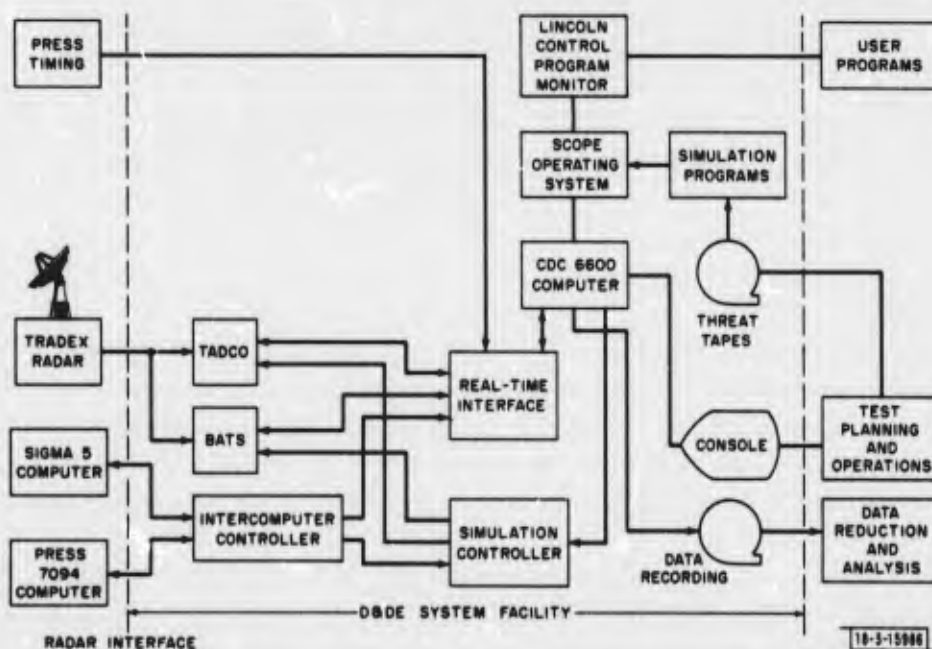 PRESS
TIMING
LINCOLN
CONTROL
PROGRAM
MONITOR
USER
PROGRAMS
SCOPE
OPERATING
SYSTEM
SIMULATION
PROGRAMS
CDC 6600
COMPUTER
THREAT
TAPES
TRADEX
RADAR
TADCO
REAL-TIME
INTERFACE
BATS
CONSOLE
TEST
PLANNING
AND
OPERATIONS
SIGMA 5
COMPUTER
INTERCOMPUTER
CONTROLLER
SIMULATION
CONTROLLER
DATA
RECORDING
DATA
REDUCTION
AND
ANALYSIS
PRESS
7094
COMPUTER
D&DE SYSTEM FACILITY
RADAR INTERFACE
18-5-15986